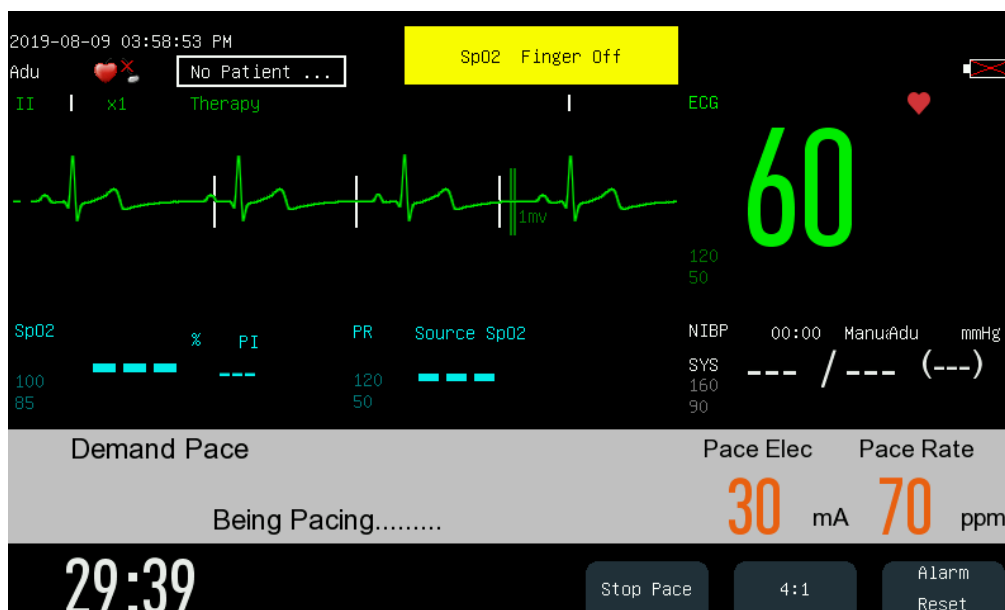 2019-08-09 03:58:53 PM
SpO2 Finger Off
Adu
No Patient ...
II x1 Therapy
ECG
60
1mv
120
50
SpO2
% PI
PR Source SpO2
NIBP 00:00 ManuAdu mmHg
--- ---
---
SYS
--- / --- (---)
100
85
120
50
160
90
Demand Pace
Pace Elec Pace Rate
Being Pacing.........
30 mA 70 ppm
29:39
Stop Pace
4:1
Alarm
Reset